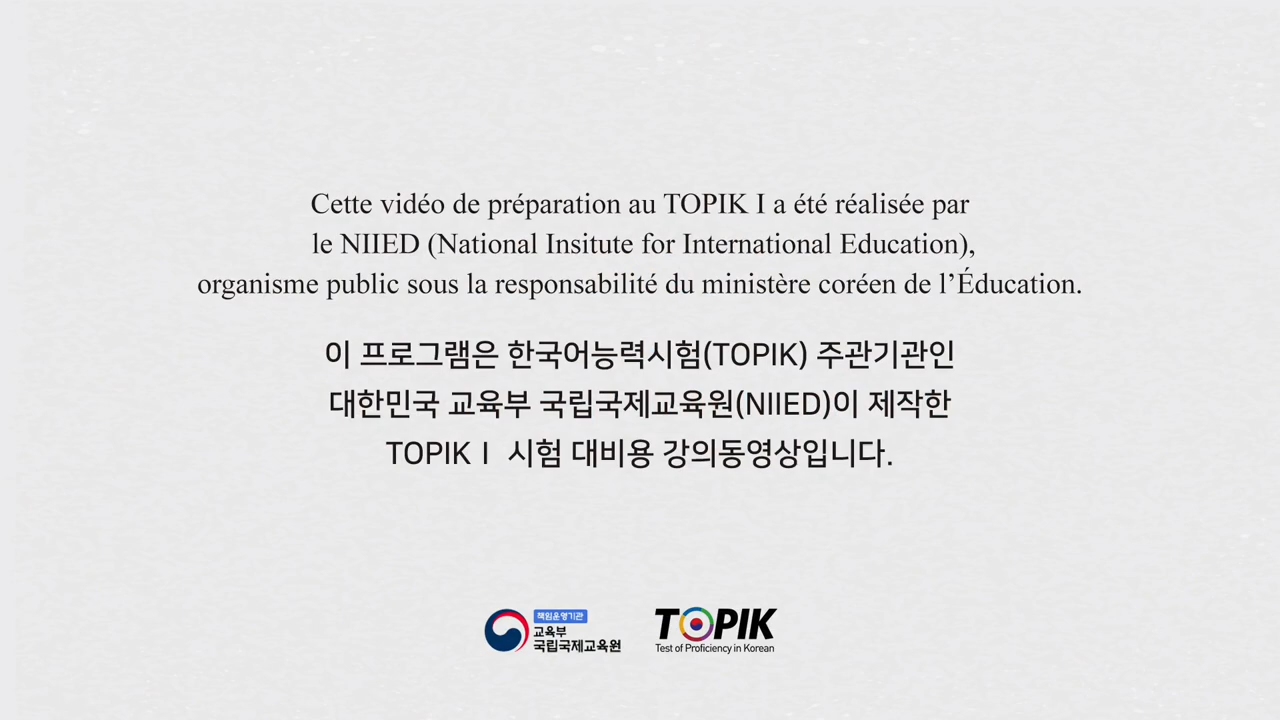 Cette vidéo de préparation au TOPIK I a été réalisée par
le NIIED (National Insitute for International Education),
organisme public sous la responsabilité du ministère coréen de l’Éducation.
이 프로그램은 한국어능력시험(TOPIK) 주관기관인
대한민국 교육부 국립국제교육원(NIIED)이 제작한
TOPIKⅠ 시험 대비용 강의동영상입니다.
책임운영기관
교육부
국립국제교육원
TOPIK
Test of Proficiency in Korean